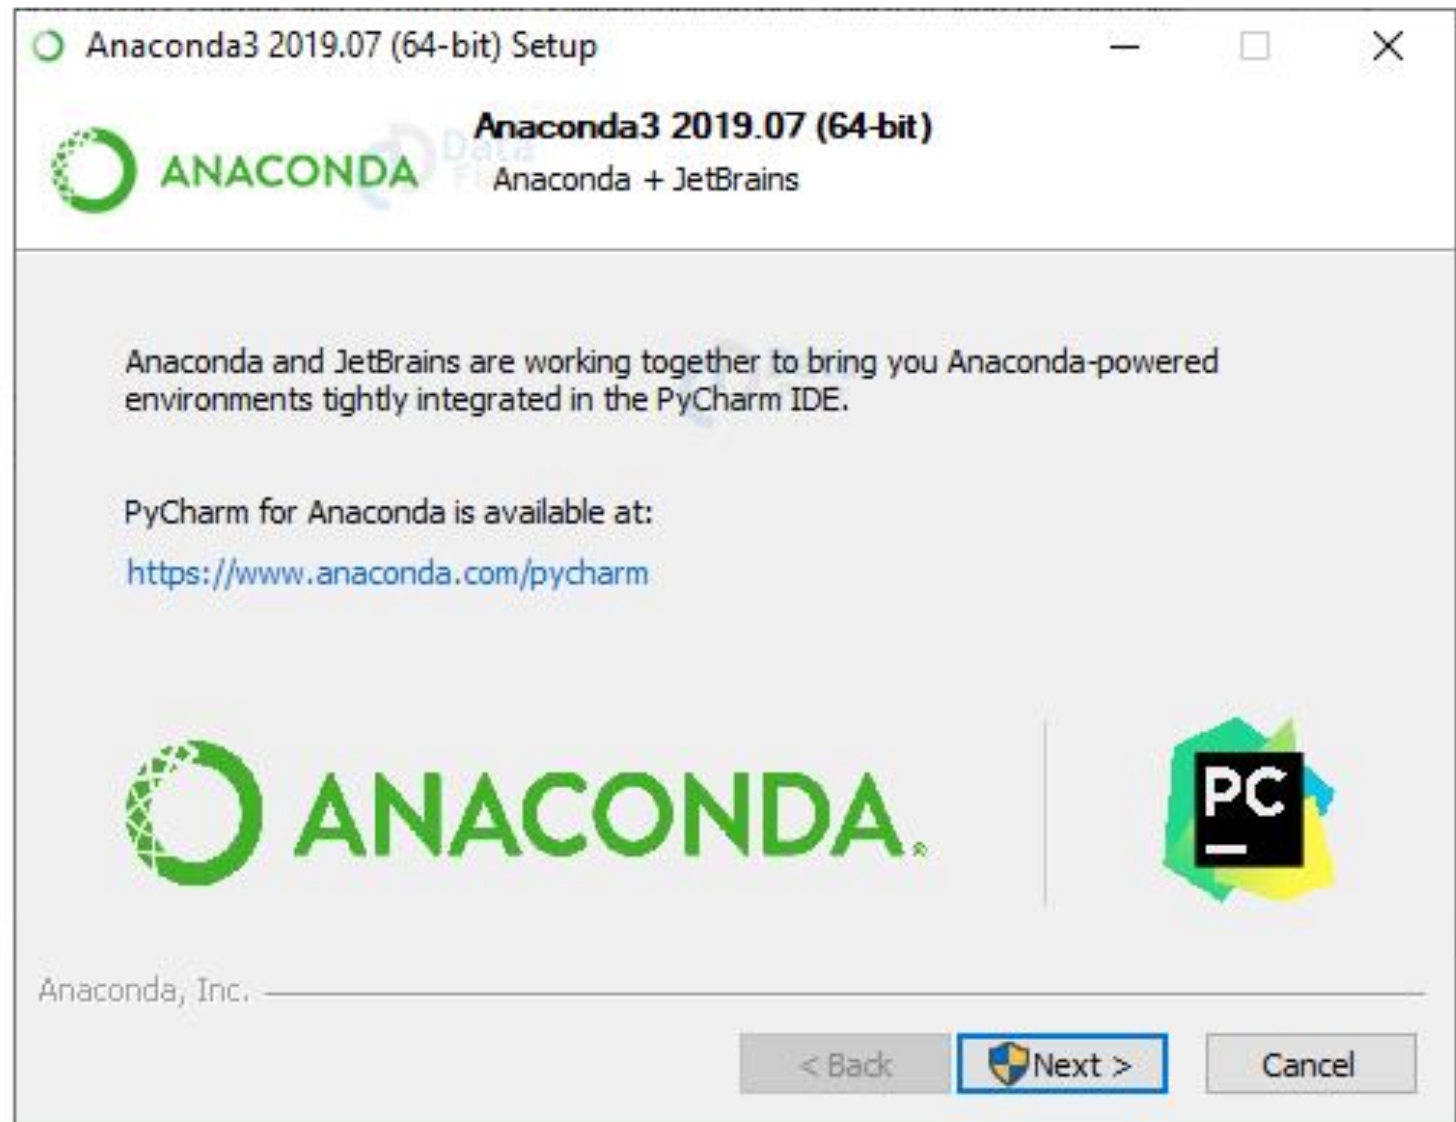 Anaconda3 2019.07 (64-bit) Setup
Anaconda3 2019.07 (64-bit)
ANACONDA
Data
Anaconda + JetBrains
Anaconda and JetBrains are working together to bring you Anaconda-powered
environments tightly integrated in the PyCharm IDE.
PyCharm for Anaconda is available at:
https://www.anaconda.com/pycharm
ANACONDA®
PC
Anaconda, Inc.
< Back
Next >
Cancel